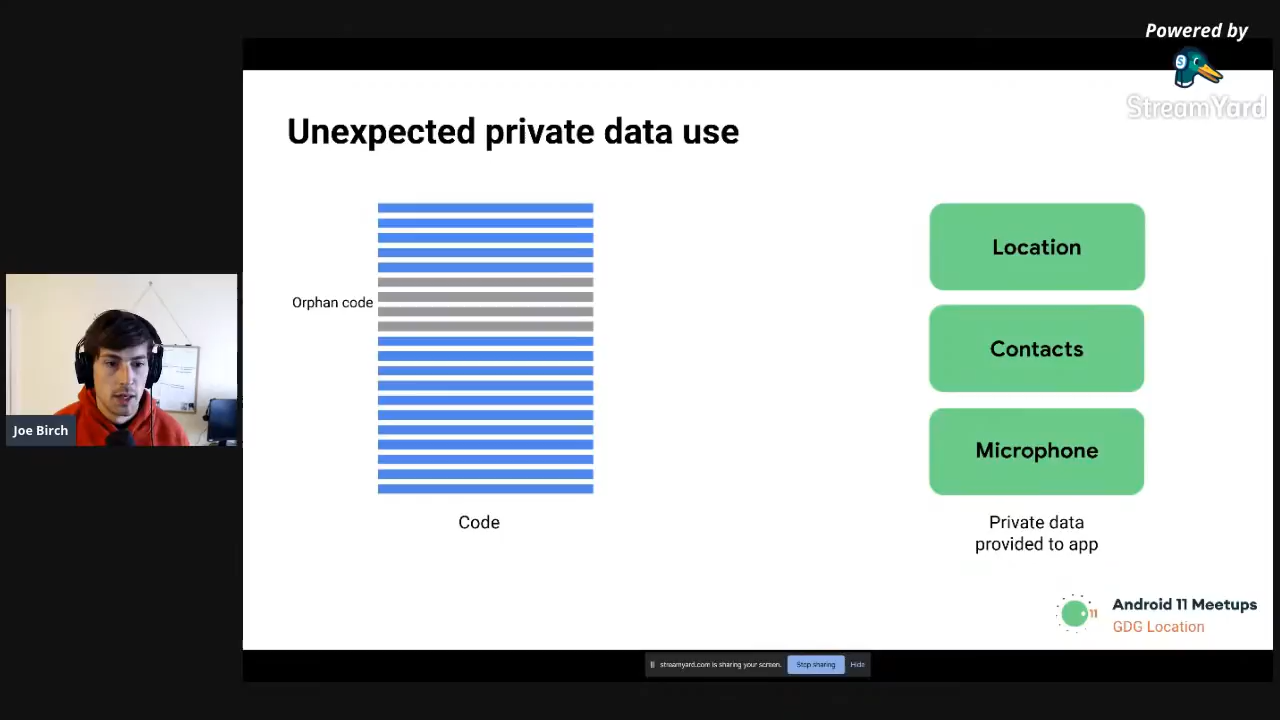 Powered by
StreamYard
Unexpected private data use
Orphan code
Code
Location
Contacts
Microphone
Private data
provided to app
Joe Birch
11
Android 11 Meetups
GDG Location
streamyard.com is sharing your screen.
Stop sharing
Hide